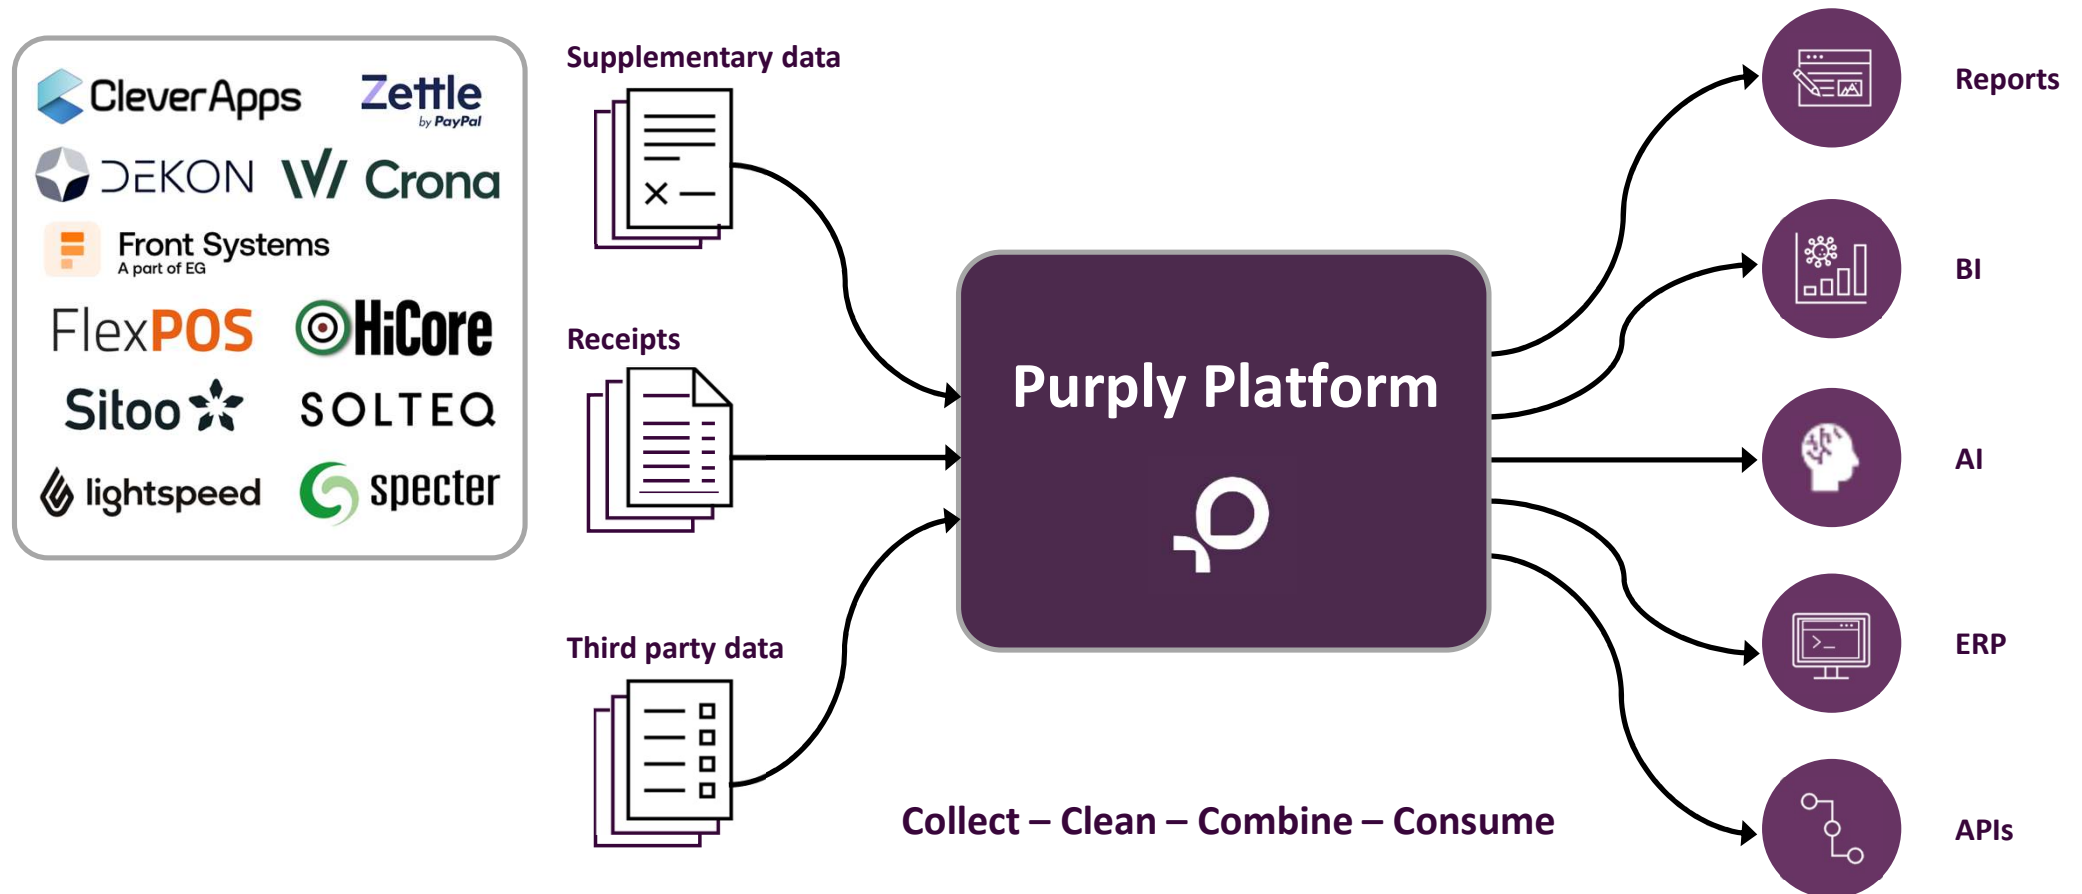 CleverApps
Zettle
by PayPal
DEKON
Crona
Front Systems
A part of EG
FlexPOS
HiCore
Sitoo
SOLTEQ
lightspeed
specter
Supplementary data
Receipts
Third party data
Purply Platform
Collect – Clean – Combine – Consume
Reports
BI
AI
ERP
APIs